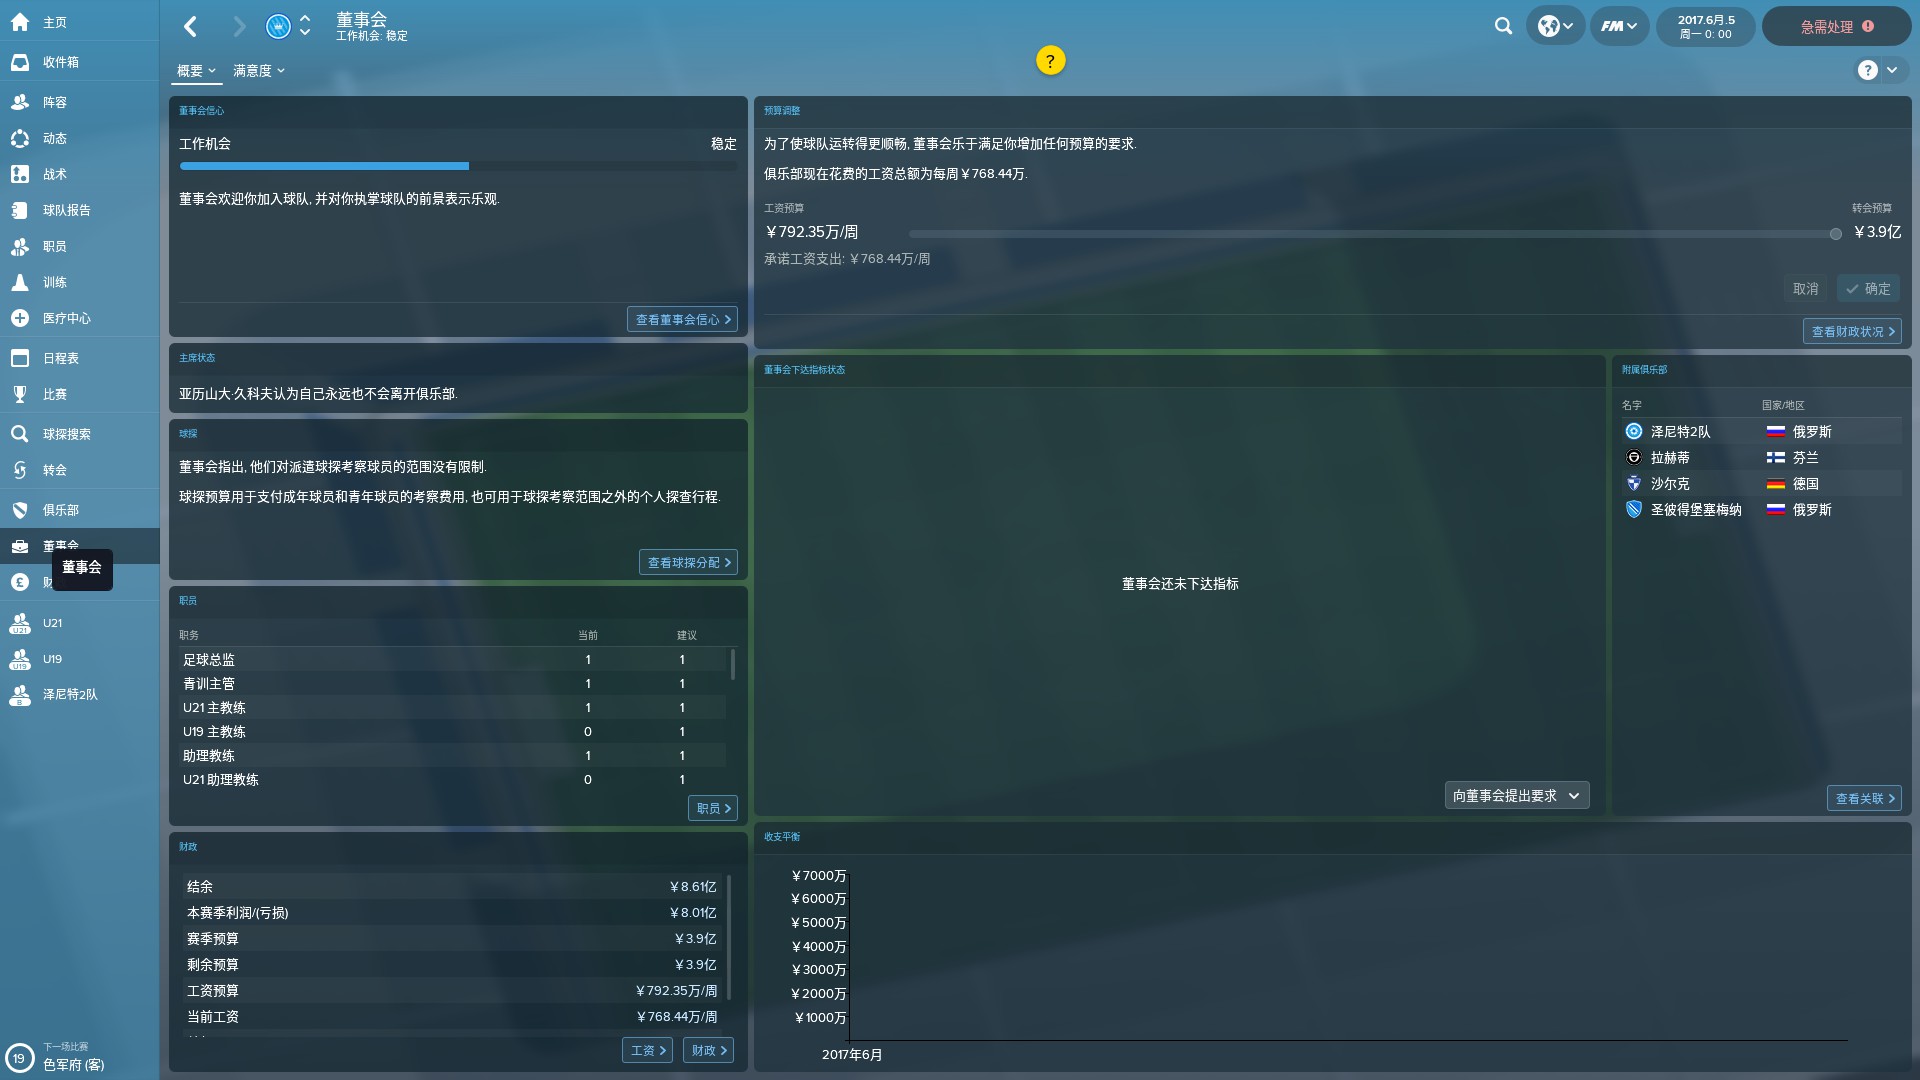 主页
收件箱
阵容
动态
战术
球队报告
职员
训练
医疗中心
日程表
比赛
球探搜索
转会
俱乐部
董事会
董事会
财
U21
U21
U19
U19
B
泽尼特2队
19
下一场比赛
色军府 (客)
董事会
工作机会: 稳定
FM
2017.6月.5
周一 0: 00
急需处理
概要
满意度
?
?
董事会信心
工作机会
稳定
董事会欢迎你加入球队, 并对你执掌球队的前景表示乐观.
查看董事会信心
主席状态
亚历山大·久科夫认为自己永远也不会离开俱乐部.
球探
董事会指出, 他们对派遣球探考察球员的范围没有限制.
球探预算用于支付成年球员和青年球员的考察费用, 也可用于球探考察范围之外的个人探查行程.
查看球探分配
职员
职务 当前 建议
足球总监 1 1
青训主管 1 1
U21 主教练 1 1
U19 主教练 0 1
助理教练 1 1
U21 助理教练 0 1
职员
财政
结余 ￥8.61亿
本赛季利润/(亏损) ￥8.01亿
赛季预算 ￥3.9亿
剩余预算 ￥3.9亿
工资预算 ￥792.35万/周
当前工资 ￥768.44万/周
工资
财政
预算调整
为了使球队运转得更顺畅, 董事会乐于满足你增加任何预算的要求.
俱乐部现在花费的工资总额为每周￥768.44万.
工资预算
转会预算
￥792.35万/周
￥3.9亿
承诺工资支出: ￥768.44万/周
取消
确定
查看财政状况
董事会下达指标状态
董事会还未下达指标
向董事会提出要求
附属俱乐部
名字 国家/地区
泽尼特2队 俄罗斯
拉赫蒂 芬兰
沙尔克 德国
圣彼得堡塞梅纳 俄罗斯
查看关联
收支平衡
￥7000万
￥6000万
￥5000万
￥4000万
￥3000万
￥2000万
￥1000万
2017年6月